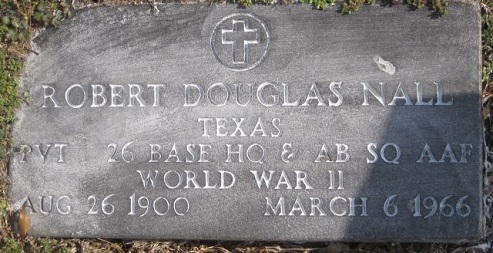 ROBERT DOUGLAS NALL
TEXAS
PVT 26 BASE HQ & AB SQ AAF
WORLD WAR II
AUG 26 1900 MARCH 6 1966